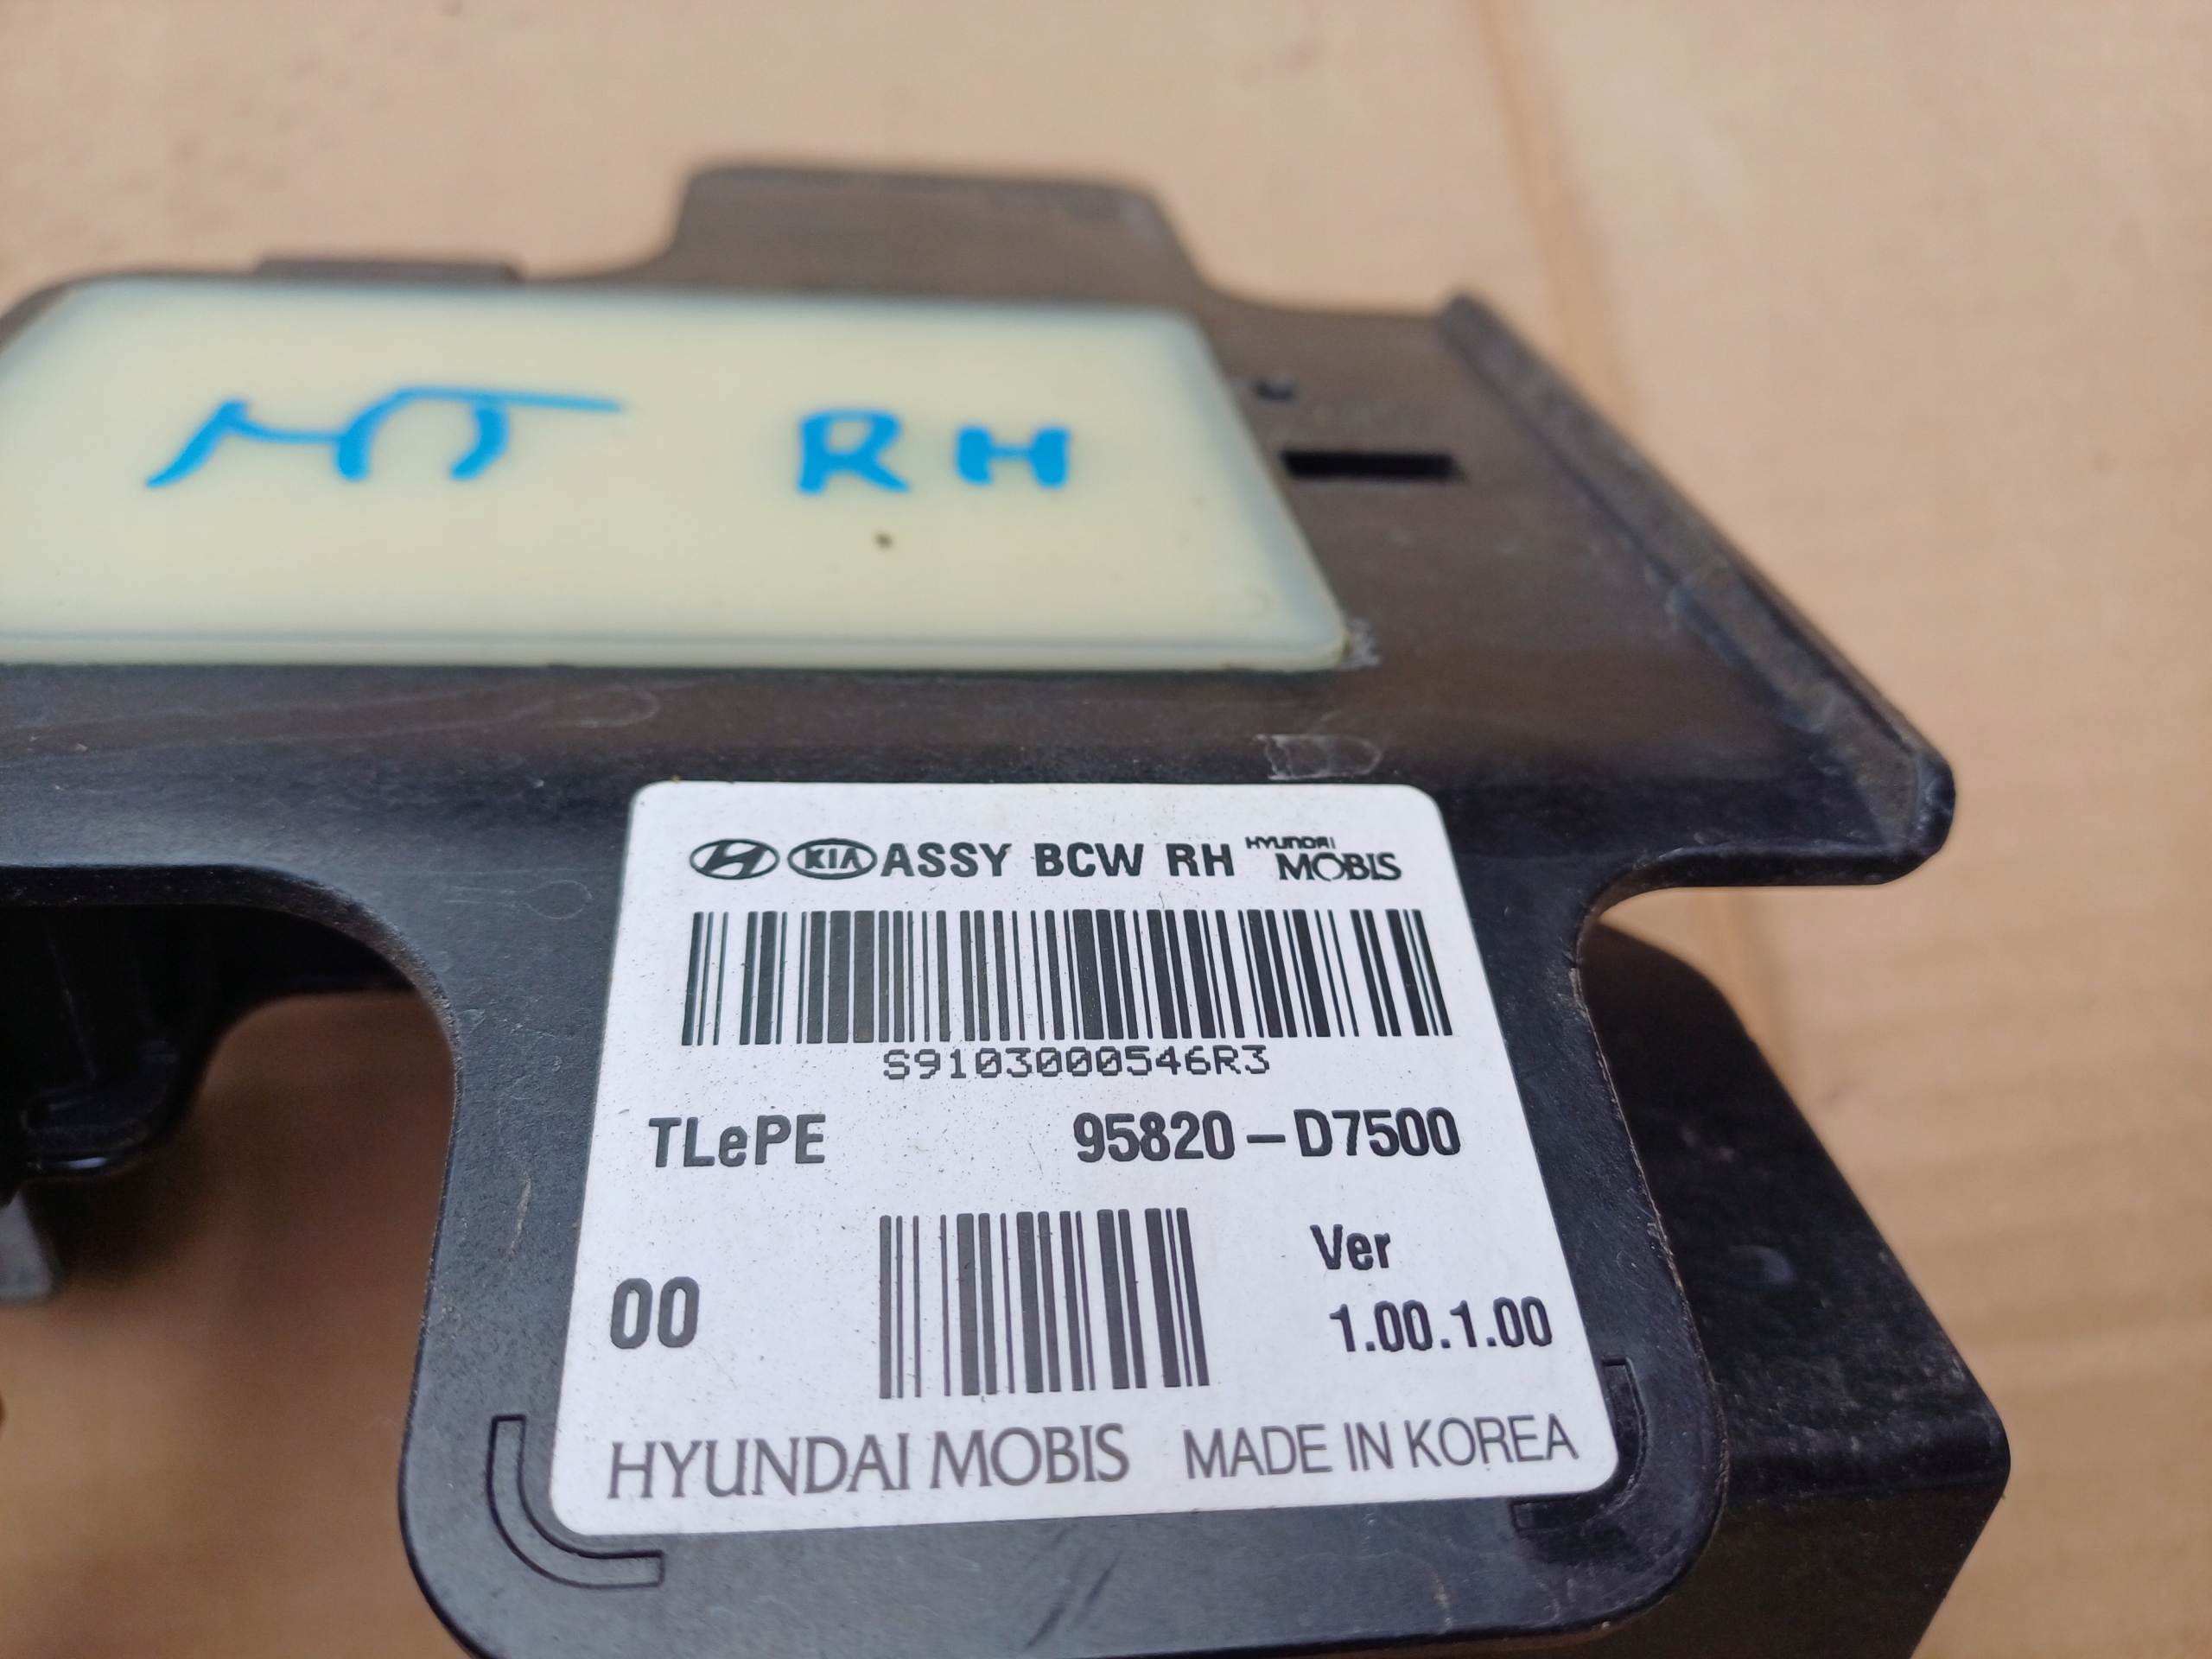 RH
KIA ASSY BCW RH HYUNDAI MOBIS
S9103000546R3
TLePE 95820-D7500
00 Ver 1.00.1.00
HYUNDAI MOBIS MADE IN KOREA